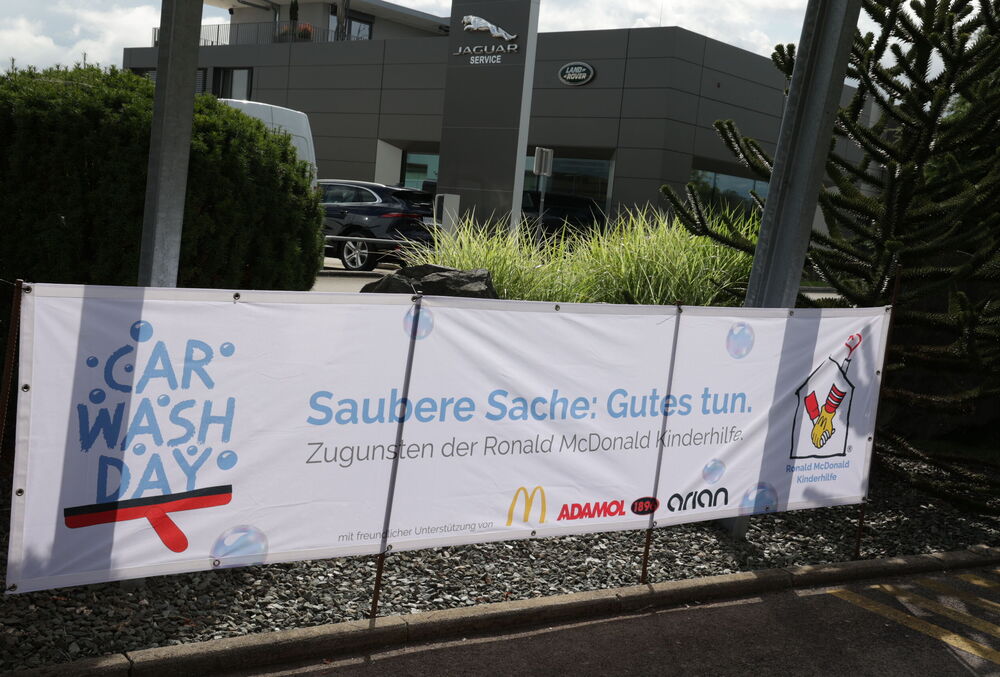 JAGUAR
SERVICE
LAND
ROVER
CAR
WASH
DAY
Saubere Sache: Gutes tun.
Zugunsten der Ronald McDonald Kinderhilfe.
mit freundlicher Unterstützung von
ADAMOL 1896 arian
Ronald McDonald
Kinderhilfe
®